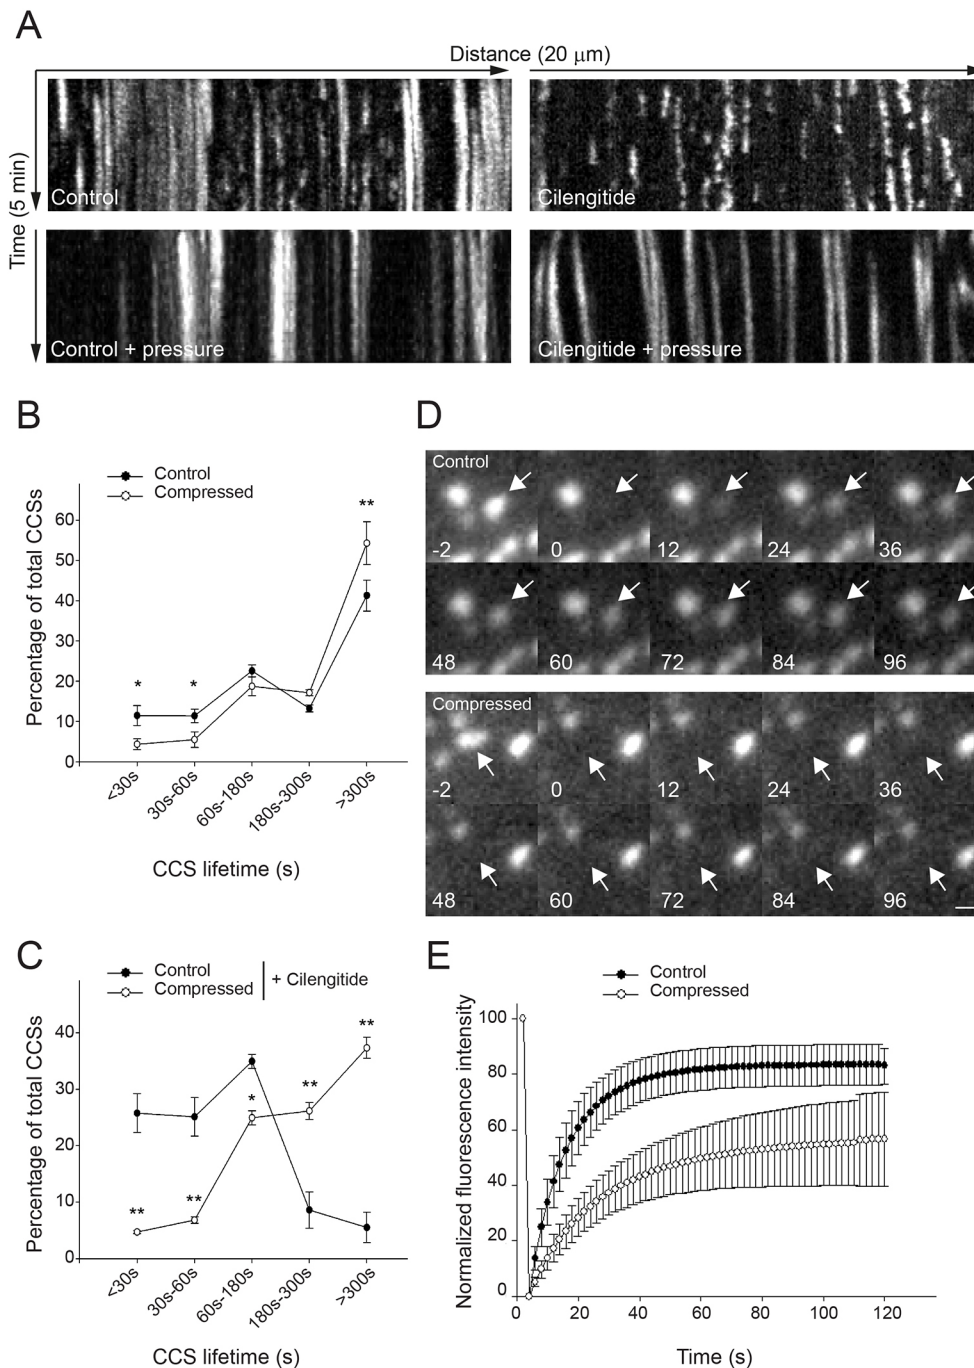 A
Distance (20 μm)
Time (5 min)
Control
Cilengitide
Control + pressure
Cilengitide + pressure
B
Control
Compressed
Percentage of total CCSs
60
50
40
30
20
10
0
*
*
**
<30s
30s-60s
60s-180s
180s-300s
>300s
CCS lifetime (s)
C
Control
Compressed
+ Cilengitide
Percentage of total CCSs
40
30
20
10
0
**
**
*
**
**
<30s
30s-60s
60s-180s
180s-300s
>300s
CCS lifetime (s)
D
Control
-2 0 12 24 36
48 60 72 84 96
Compressed
-2 0 12 24 36
48 60 72 84 96
E
Control
Compressed
Normalized fluorescence intensity
100
80
60
40
20
0
0 20 40 60 80 100 120
Time (s)